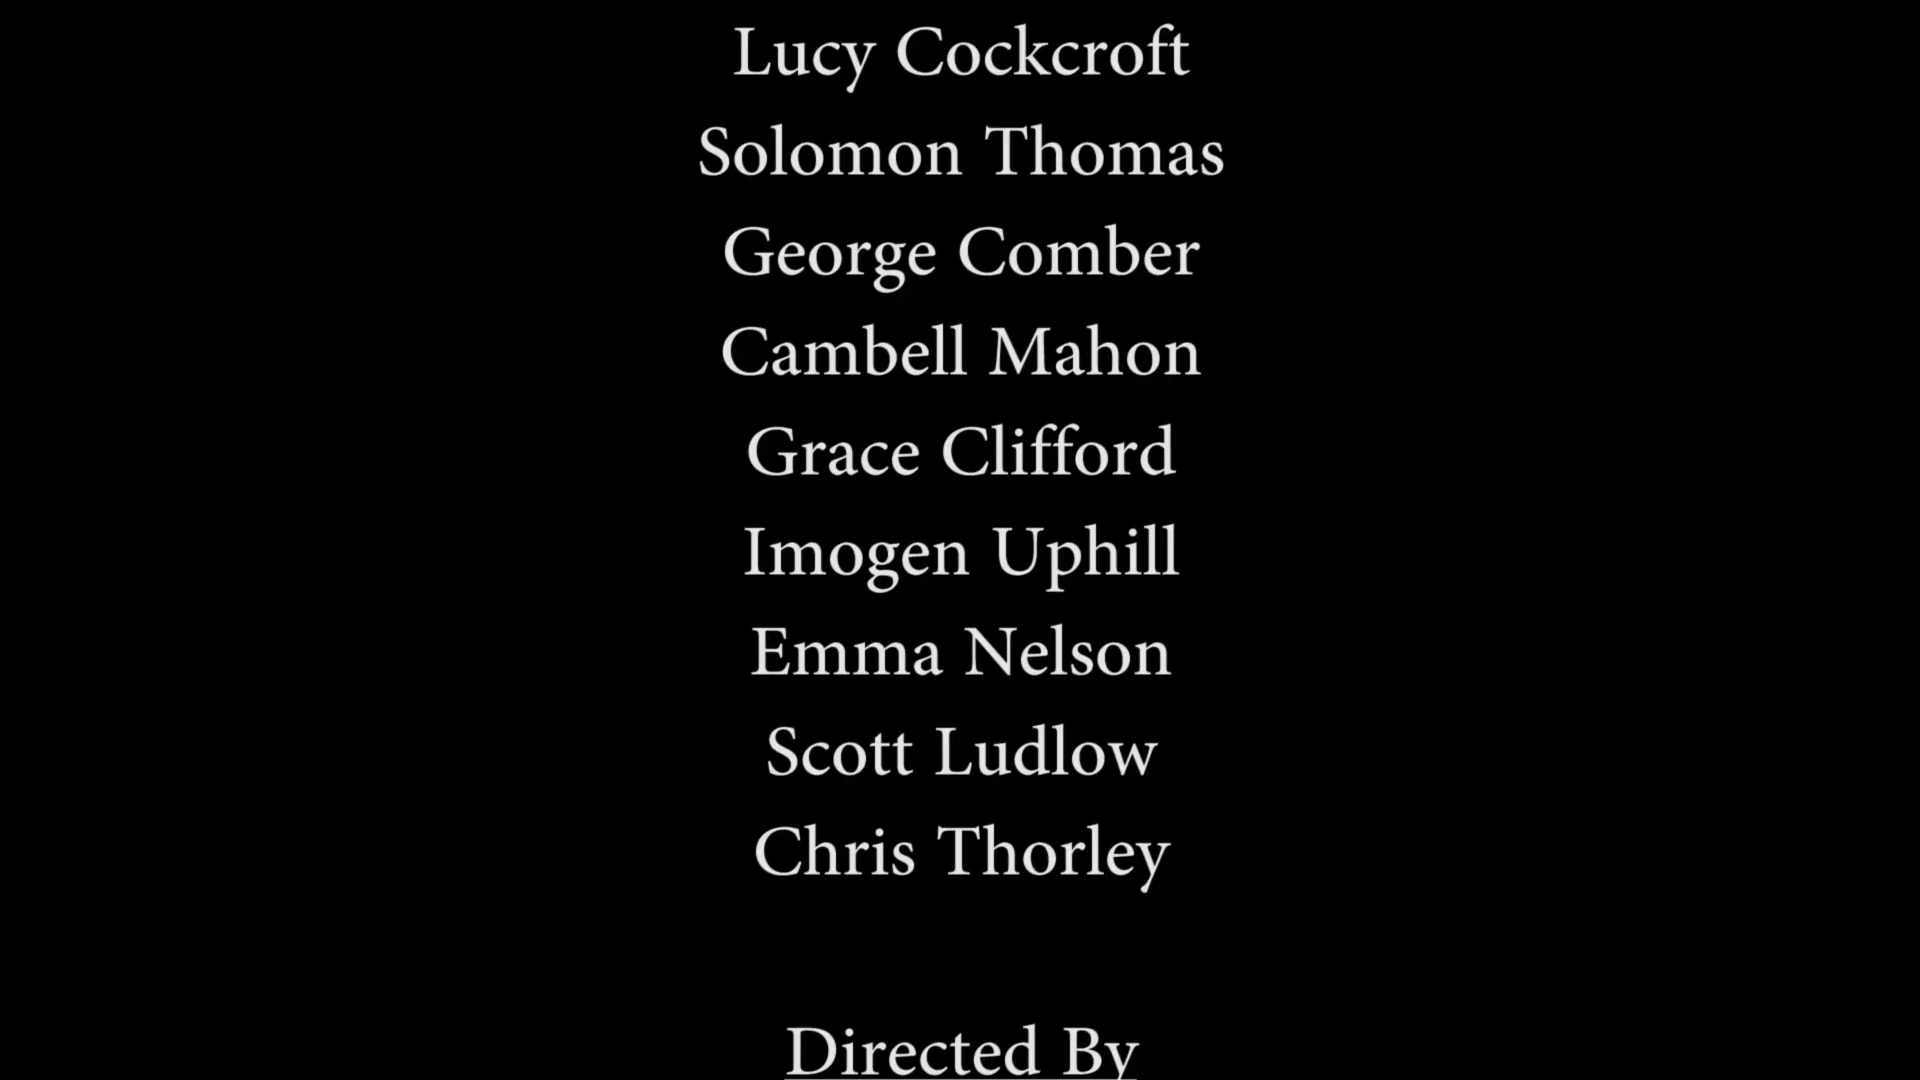 Lucy Cockcroft
Solomon Thomas
George Comber
Cambell Mahon
Grace Clifford
Imogen Uphill
Emma Nelson
Scott Ludlow
Chris Thorley
Directed By